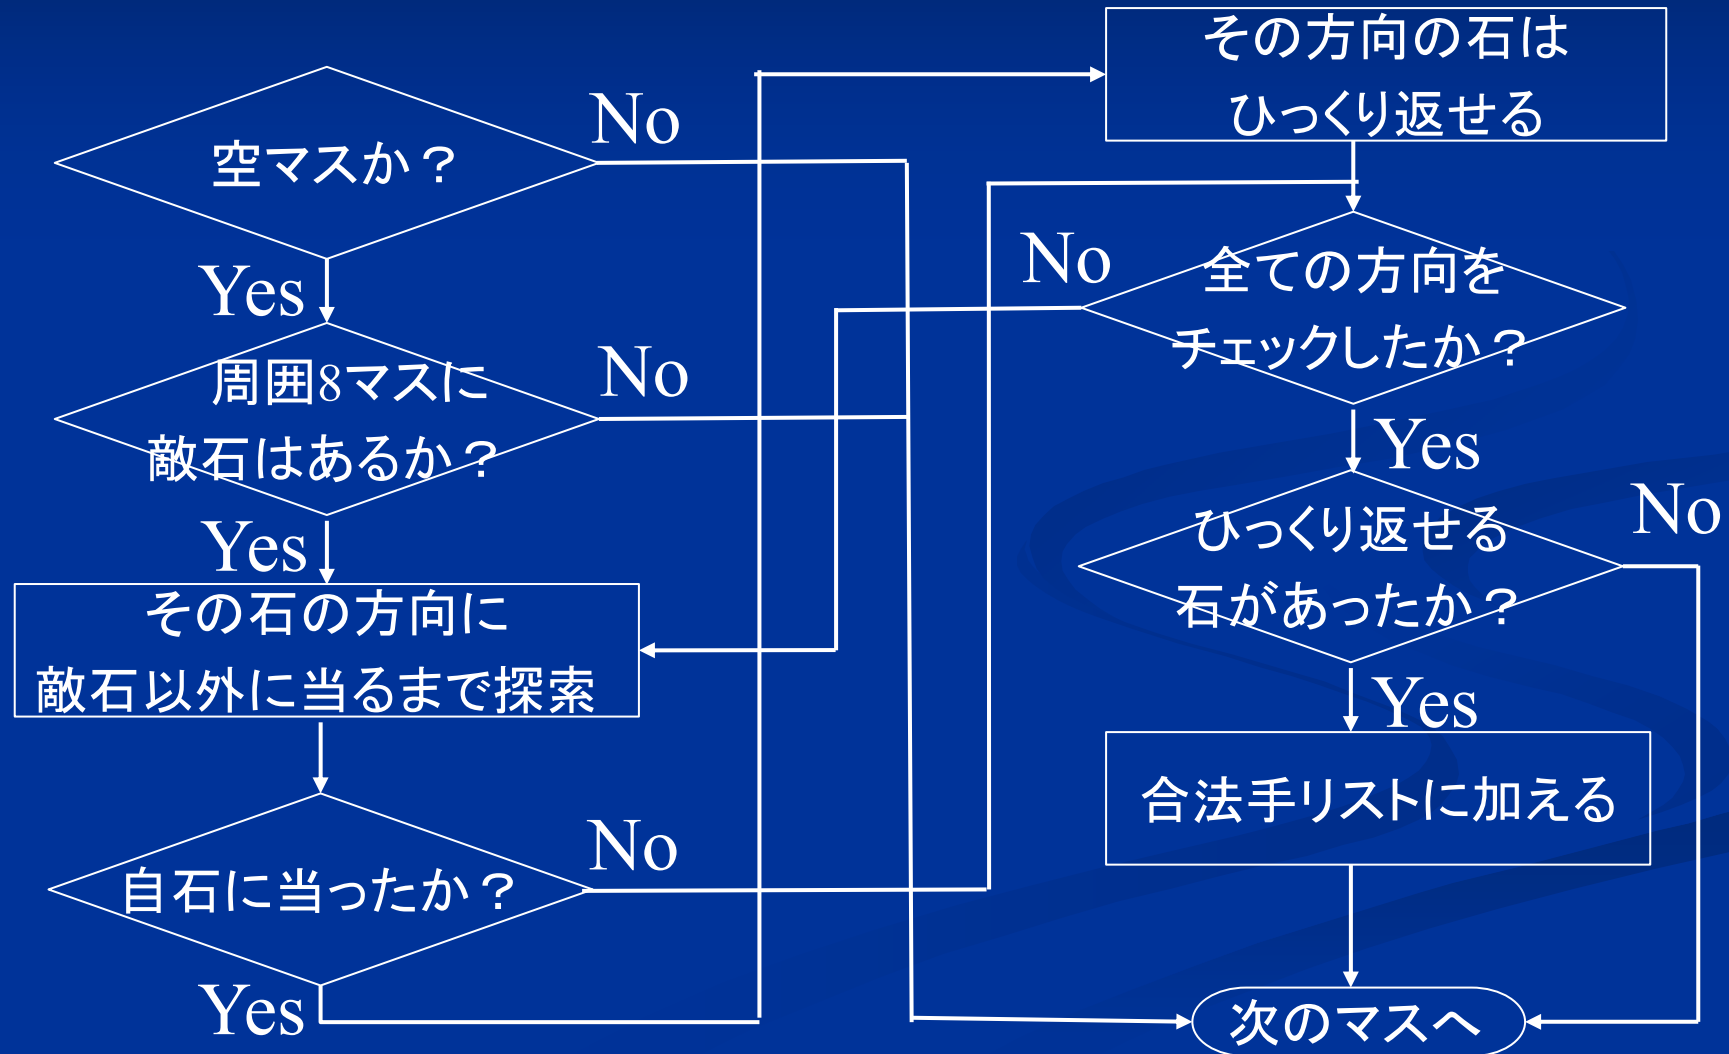 空マスか？
No
Yes
周囲8マスに
敵石はあるか？
No
Yes
その石の方向に
敵石以外に当るまで探索
自石に当ったか？
No
Yes
その方向の石は
ひっくり返せる
No
全ての方向を
チェックしたか？
Yes
ひっくり返せる
石があったか？
No
Yes
合法手リストに加える
次のマスへ